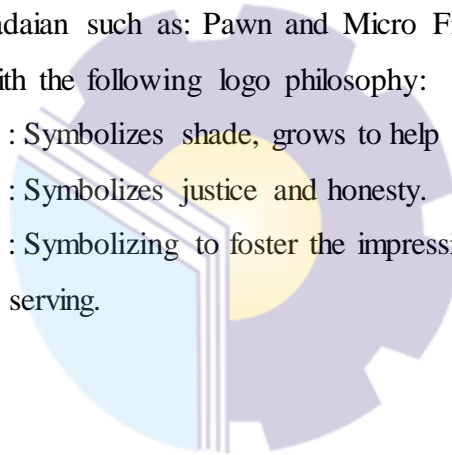 adaian such as: Pawn and Micro F
ith the following logo philosophy:
: Symbolizes shade, grows to help
: Symbolizes justice and honesty.
: Symbolizing to foster the impressi
serving.